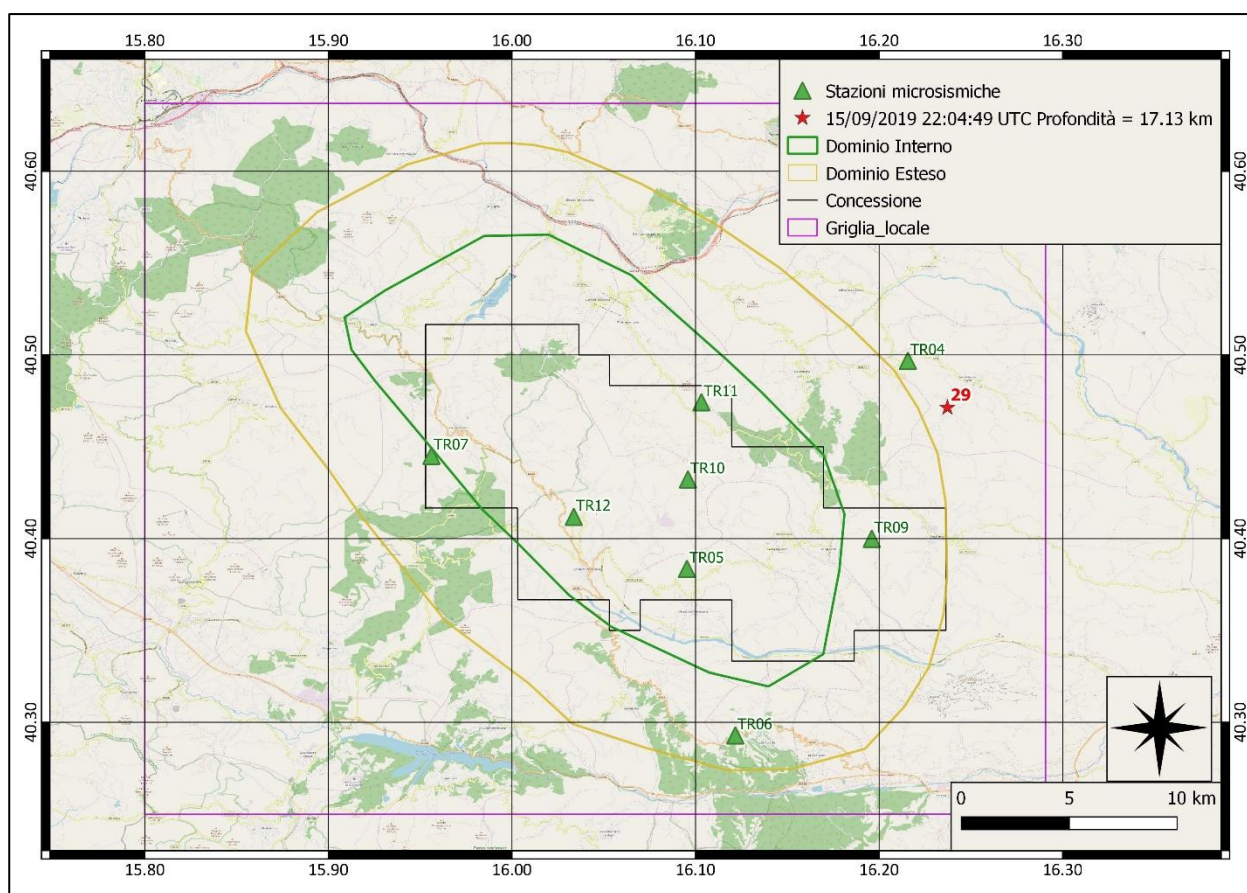 15.80 15.90 16.00 16.10 16.20 16.30
Stazioni microsismiche
15/09/2019 22:04:49 UTC Profondità = 17.13 km
Dominio Interno
Dominio Esteso
Concessione
Griglia_locale
40.60 40.60
40.50 40.50
TR04
29
TR11
TR07
TR10
TR12
40.40 40.40
TR09
TR05
40.30 40.30
TR06
0 5 10 km
15.80 15.90 16.00 16.10 16.20 16.30